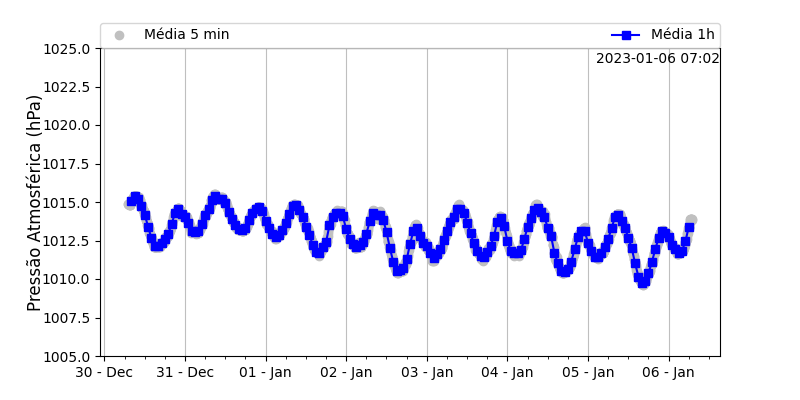 Média 5 min
Média 1h
2023-01-06 07:02
Pressão Atmosférica (hPa)
1025.0
1022.5
1020.0
1017.5
1015.0
1012.5
1010.0
1007.5
1005.0
30 - Dec
31 - Dec
01 - Jan
02 - Jan
03 - Jan
04 - Jan
05 - Jan
06 - Jan